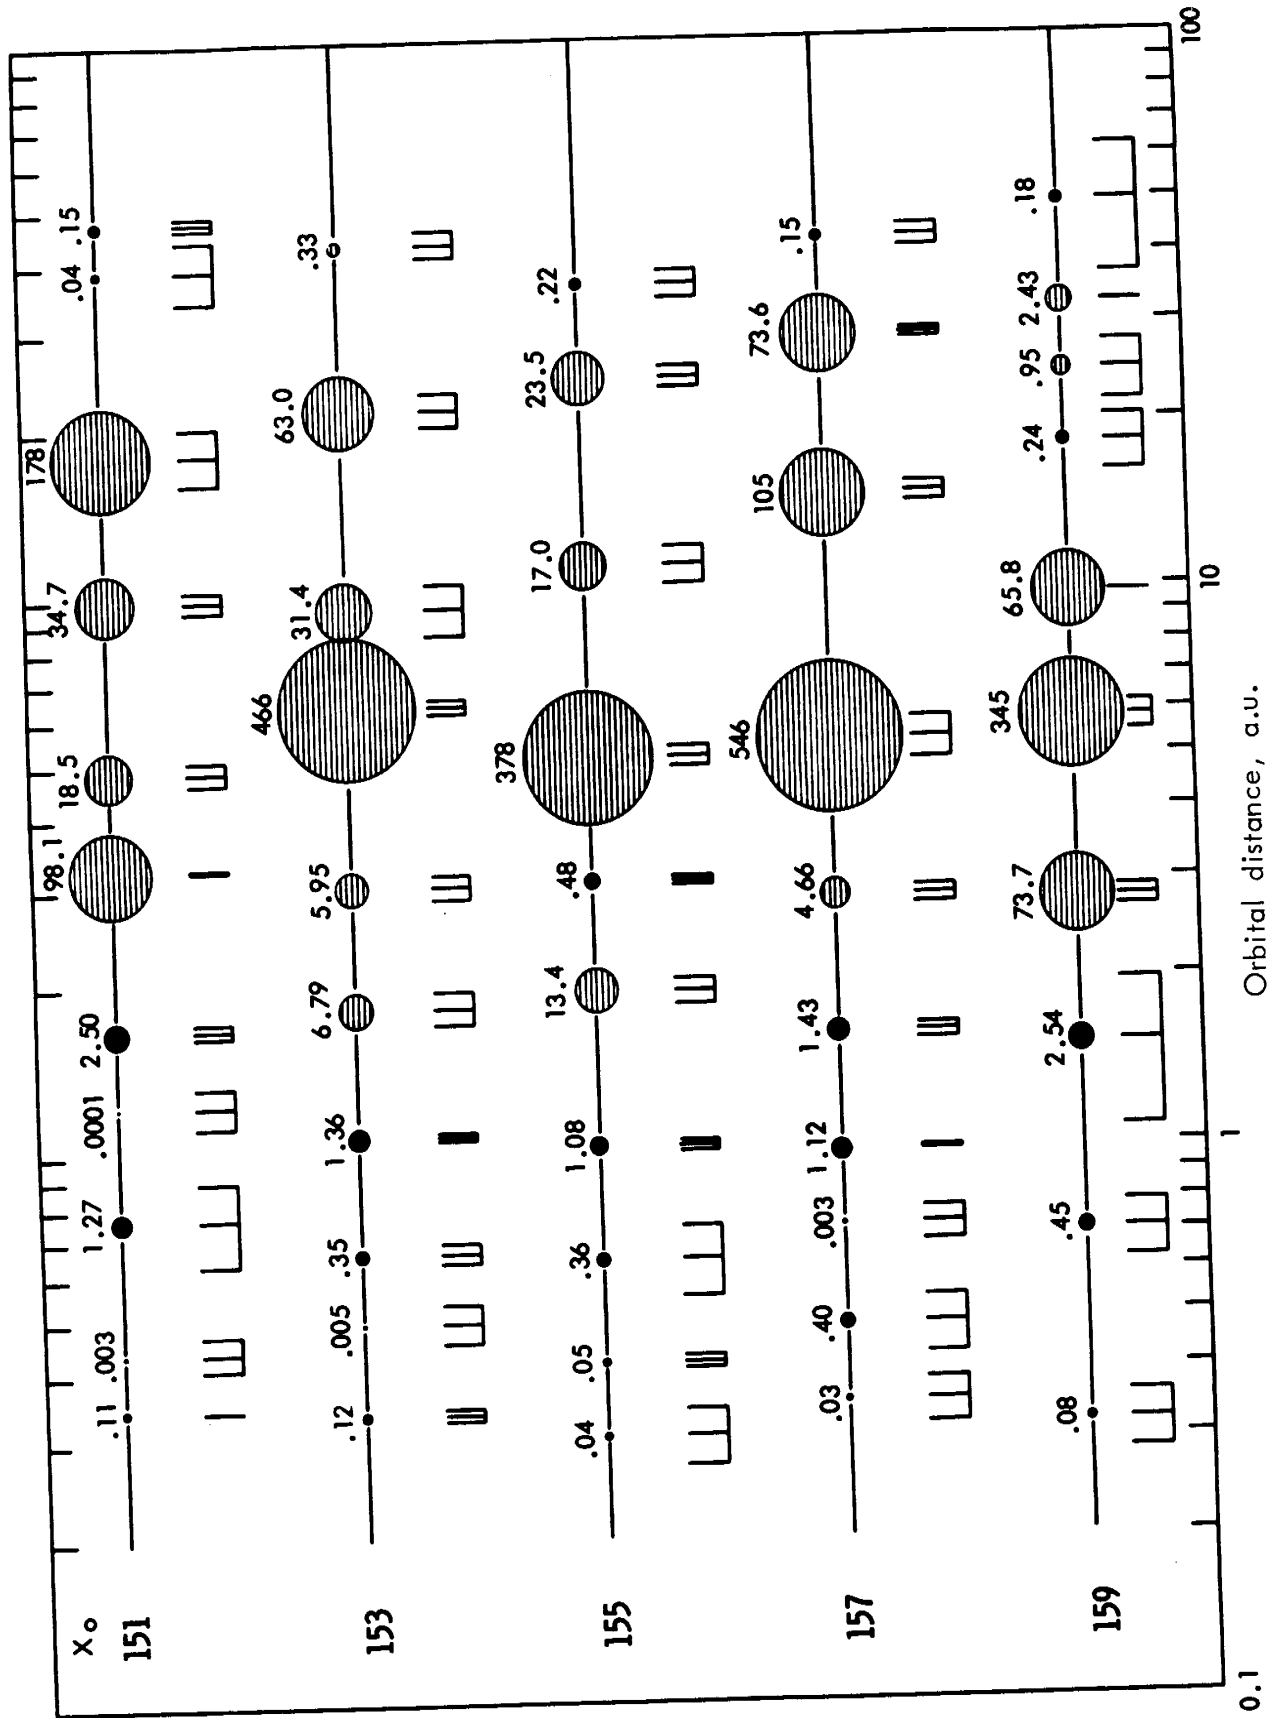 X₀
151 .11 .003 1.27 .0001 2.50 98.1 18.5 34.7 178 .04 .15
153 .12 .005 .35 1.36 6.79 5.95 466 31.4 63.0 .33
155 .04 .05 .36 1.08 13.4 .48 378 17.0 23.5 .22
157 .03 .40 .003 1.12 1.43 4.66 546 105 73.6 .15
159 .08 .45 2.54 73.7 345 65.8 .24 .95 2.43 .18
0.1 1 10 100
Orbital distance, a.u.